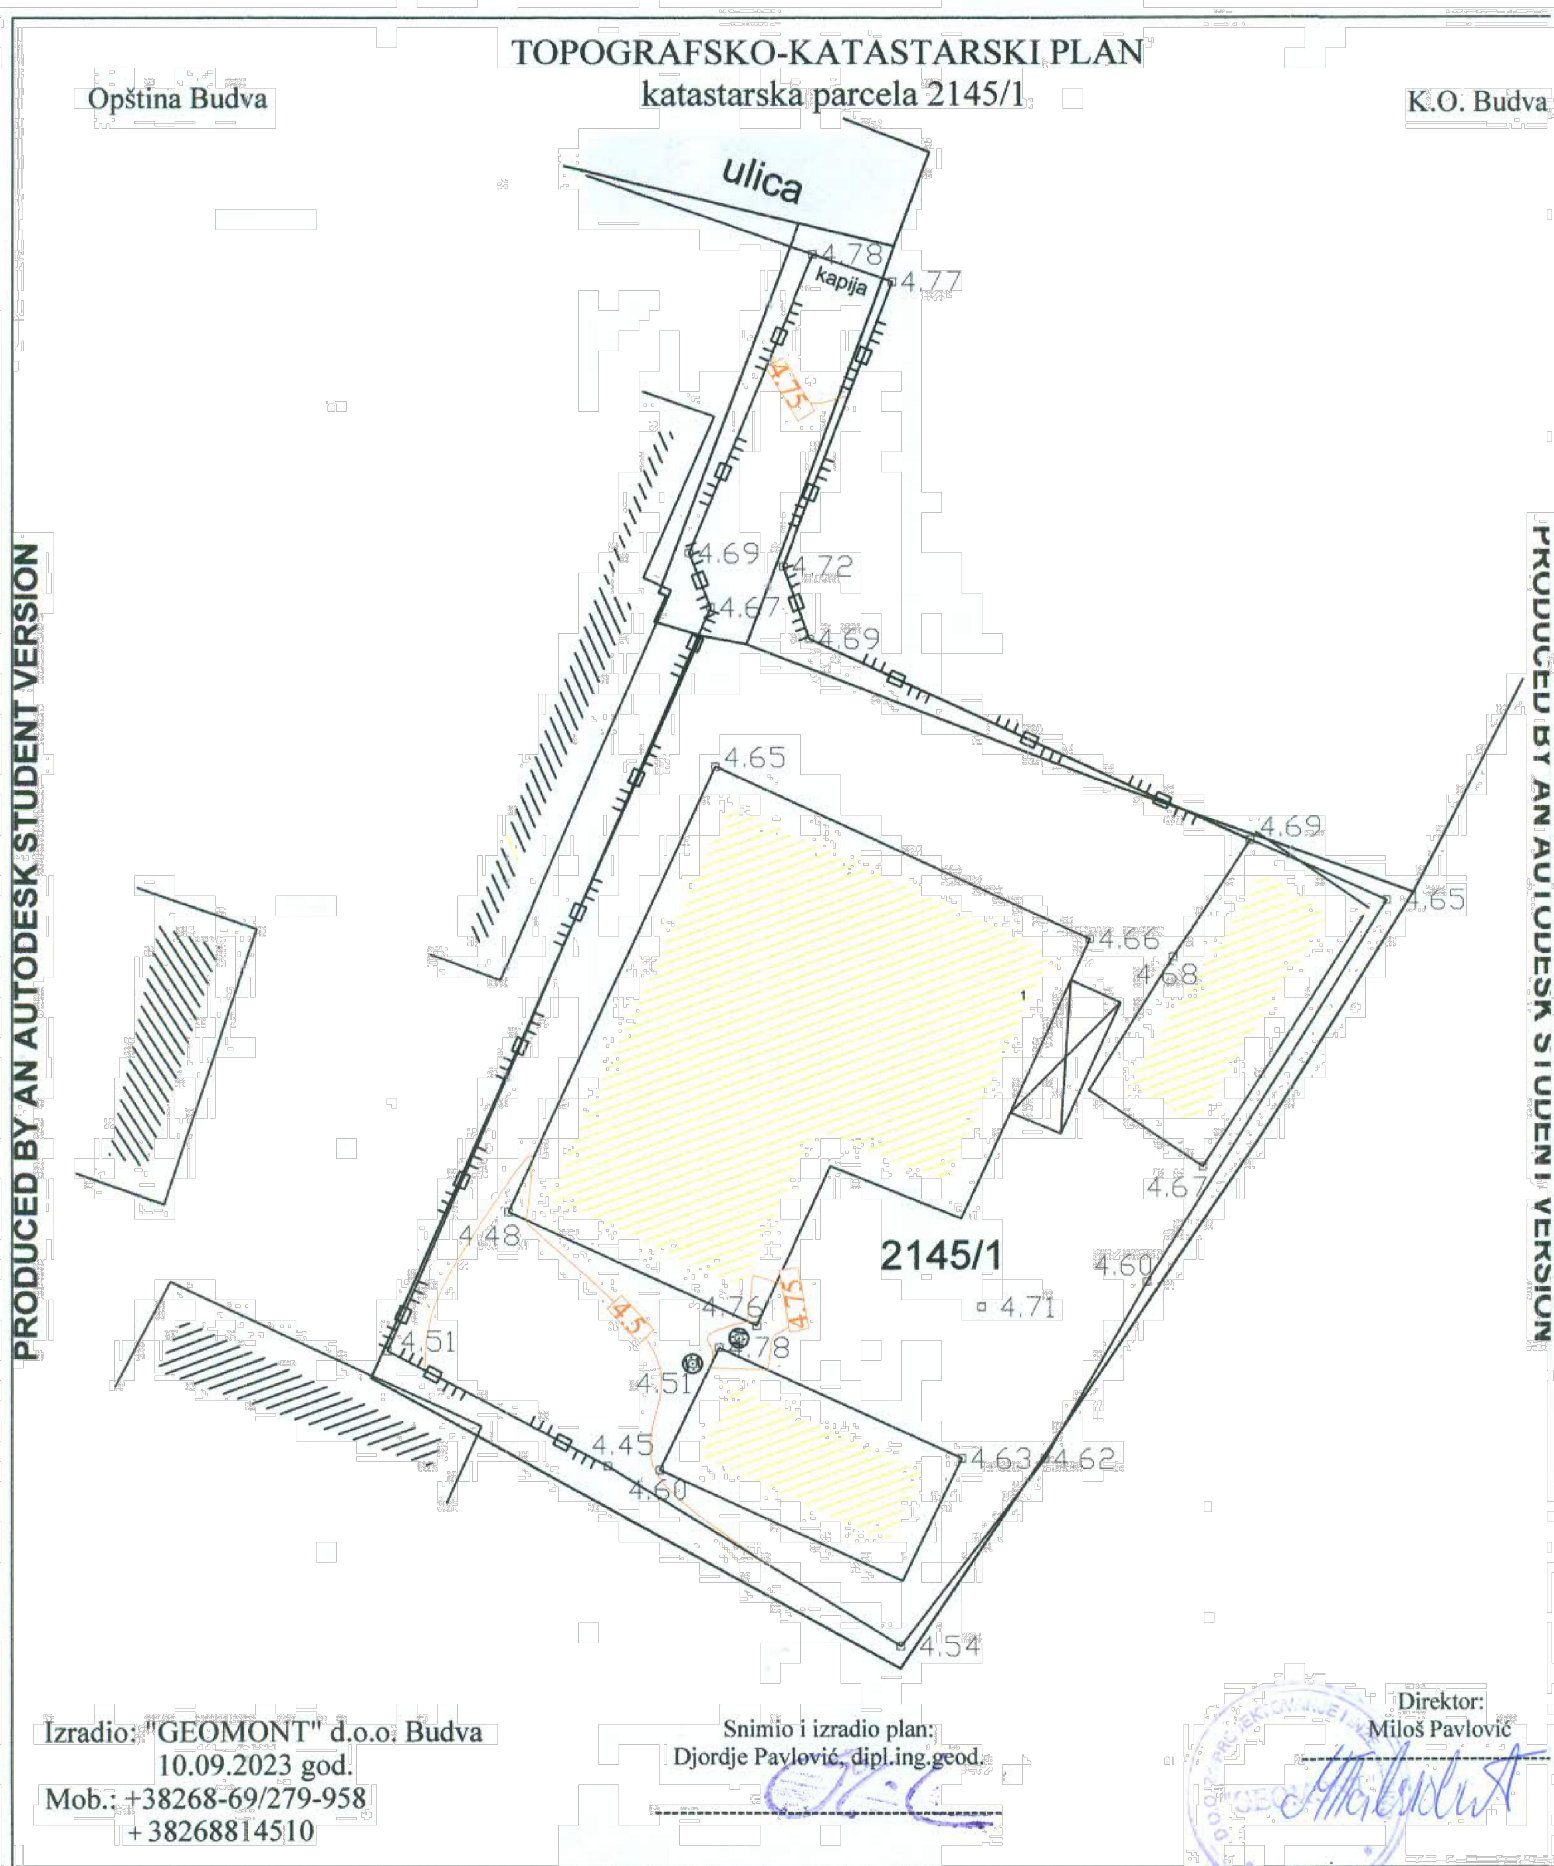 TOPOGRAFSKO-KATASTARSKI PLAN
katastarska parcela 2145/1
Opština Budva
K.O. Budva
ulica
4.78
kapija
4.77
4.75
4.69
4.72
4.67
4.69
4.65
4.69
4.65
4.66
4.68
1
4.67
4.48
2145/1
4.60
4.71
4.76
4.75
4.5
4.51
4.78
4.51
4.45
4.63
4.62
4.60
4.54
PRODUCED BY AN AUTODESK STUDENT VERSION
PRODUCED BY AN AUTODESK STUDENT VERSION
Izradio: "GEOMONT" d.o.o. Budva
10.09.2023 god.
Mob.: +38268-69/279-958
+ 38268814510
Snimio i izradio plan:
Djordje Pavlović, dipl.ing.geod.
Direktor:
Miloš Pavlović